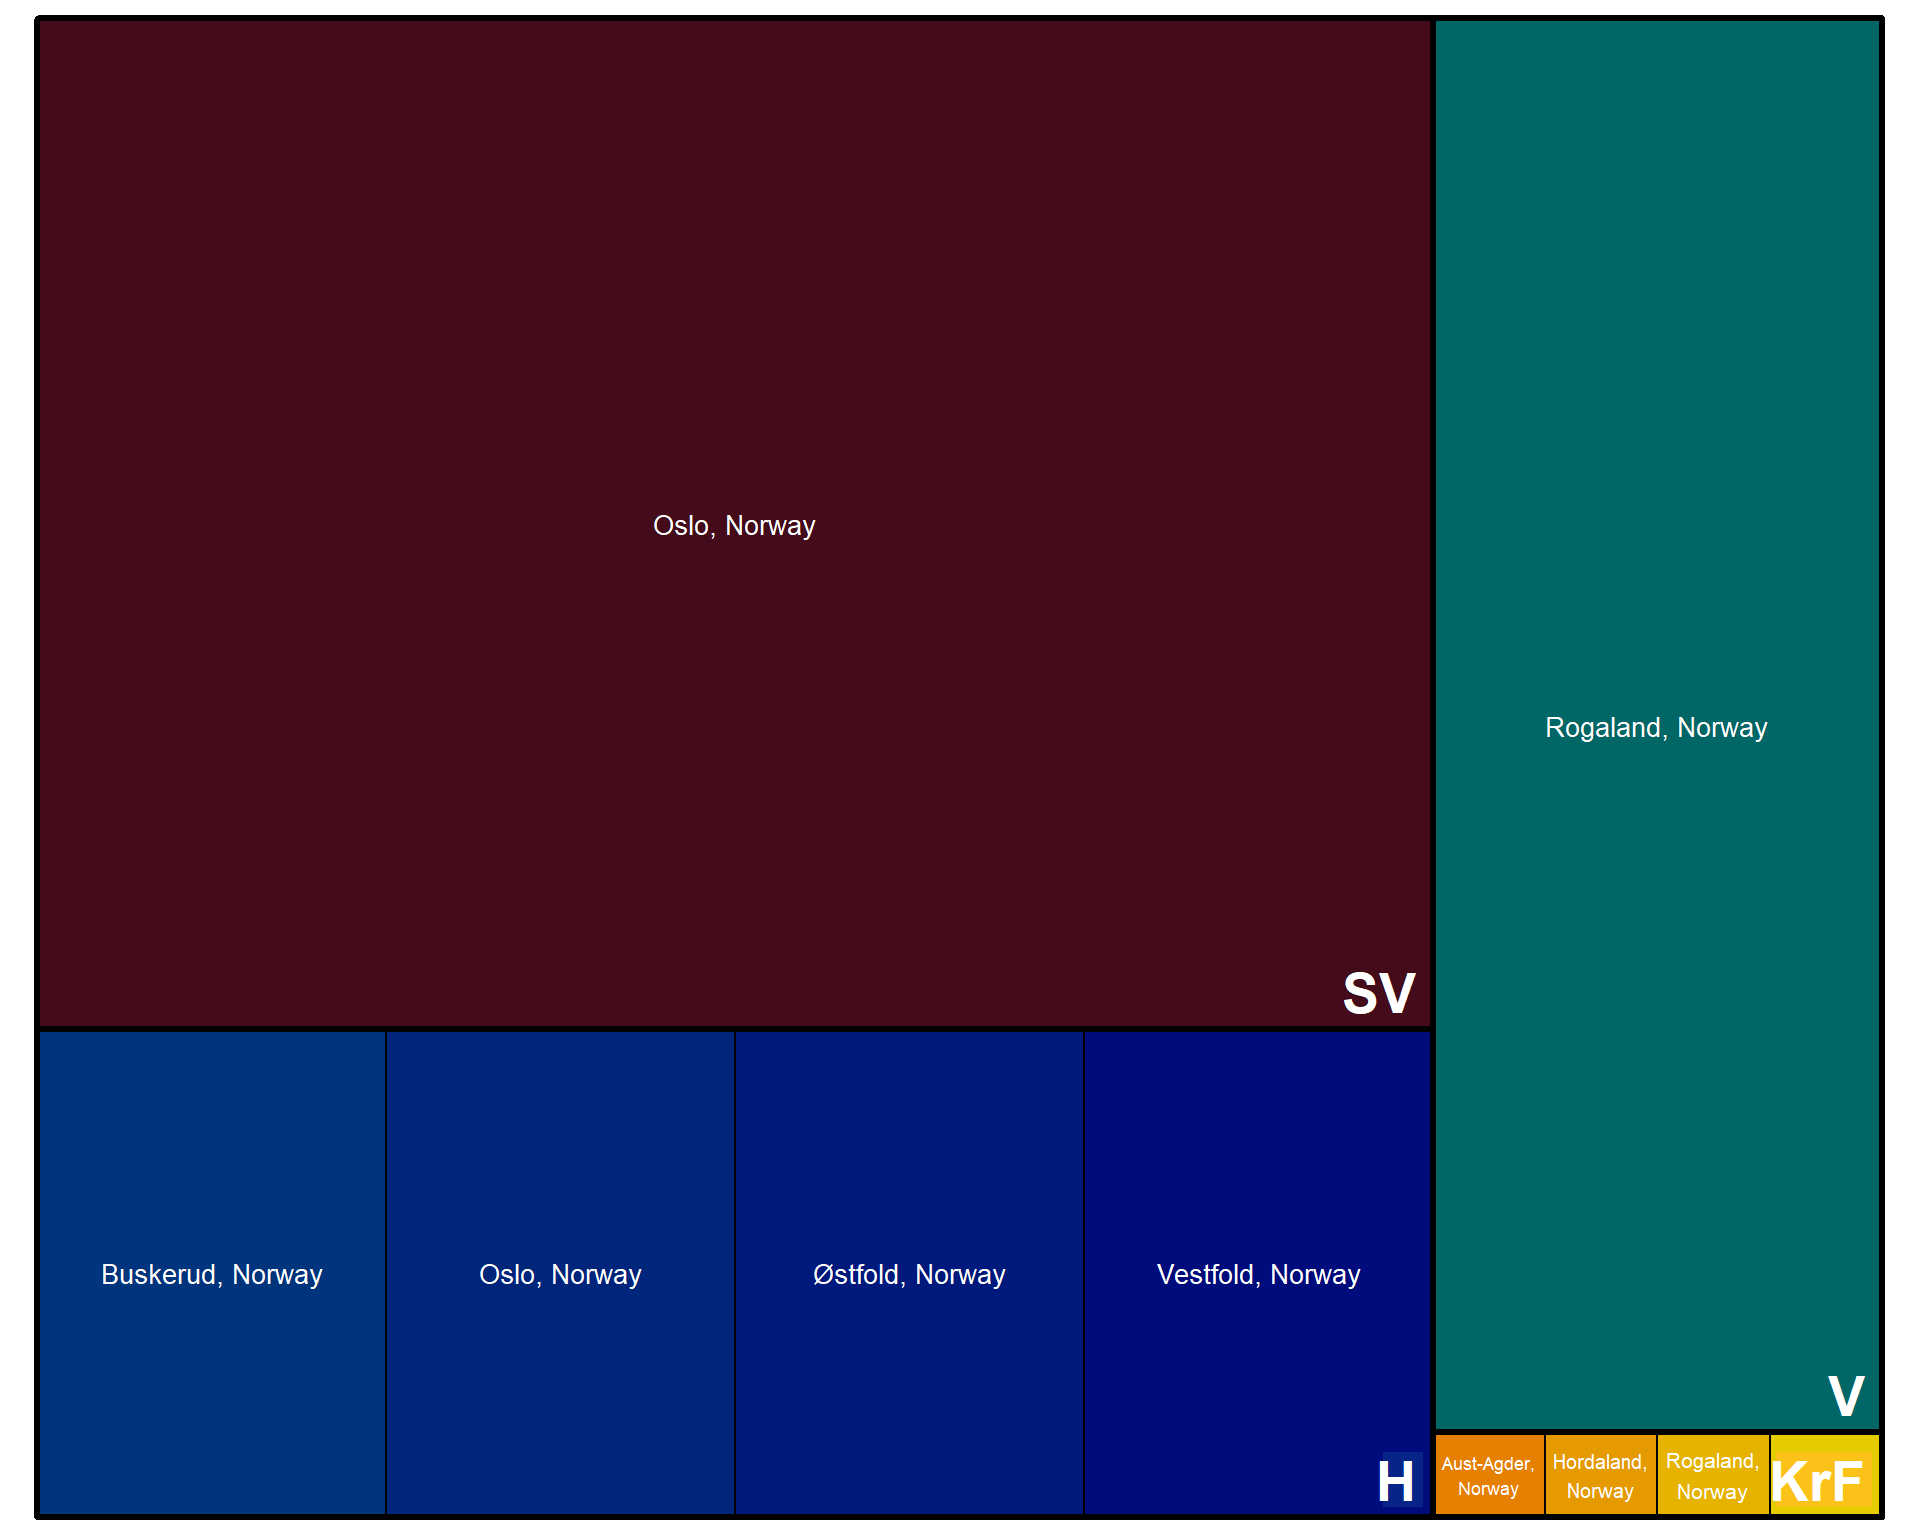 Oslo, Norway
SV
Rogaland, Norway
V
Buskerud, Norway
Oslo, Norway
Østfold, Norway
Vestfold, Norway
H
Aust-Agder,
Norway
Hordaland,
Norway
Rogaland,
Norway
KrF